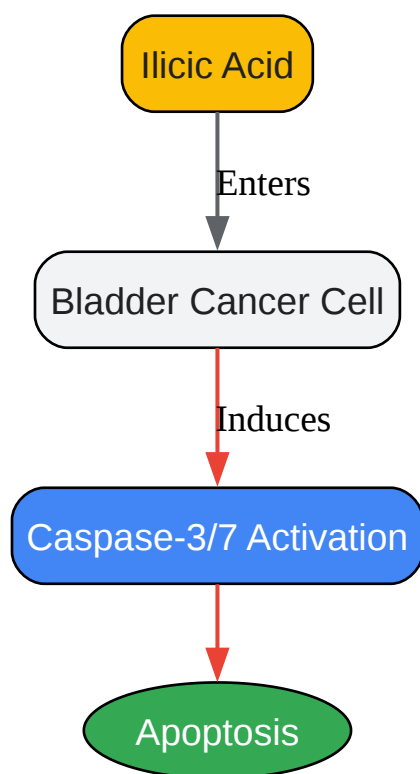 Ilicic Acid
Enters
Bladder Cancer Cell
Induces
Caspase-3/7 Activation
Apoptosis